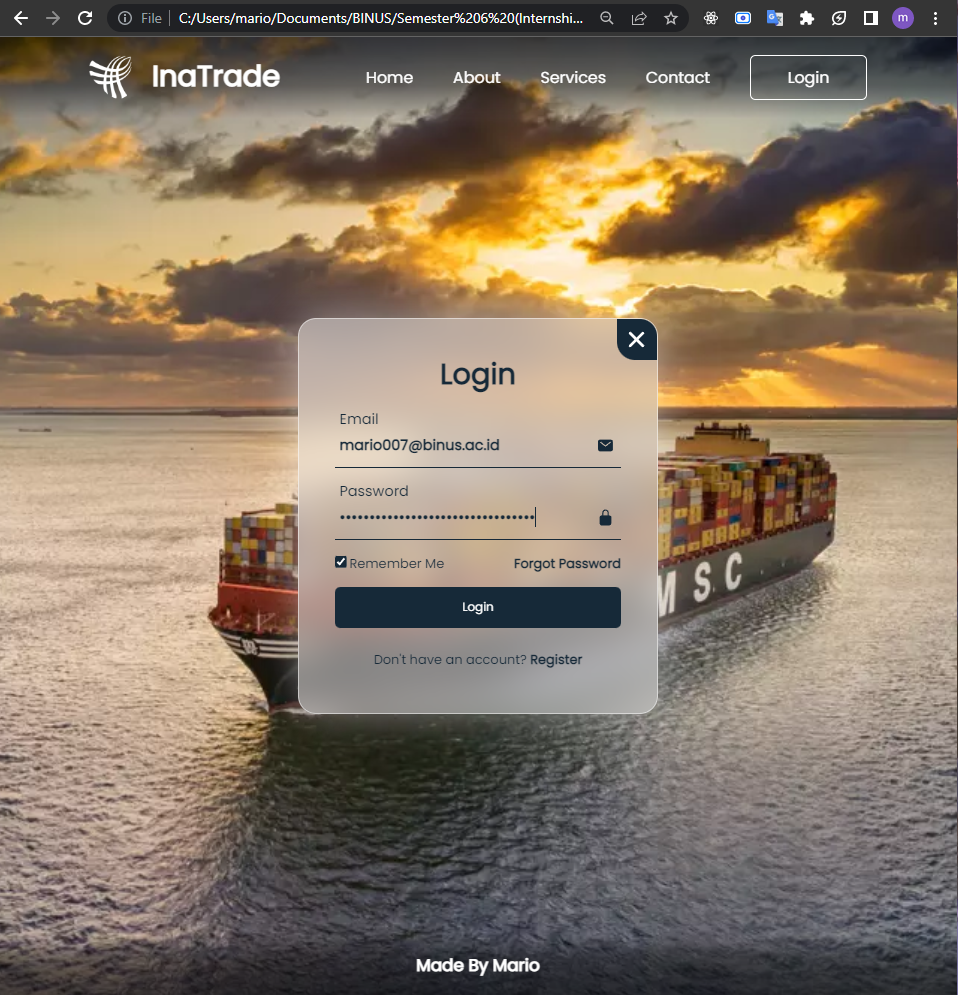 File
C:/Users/mario/Documents/BINUS/Semester%206%20(Internshi...
m
InaTrade
Home
About
Services
Contact
Login
Login
Email
mario007@binus.ac.id
Password
Remember Me
Forgot Password
Login
Don't have an account? Register
MSC
Made By Mario